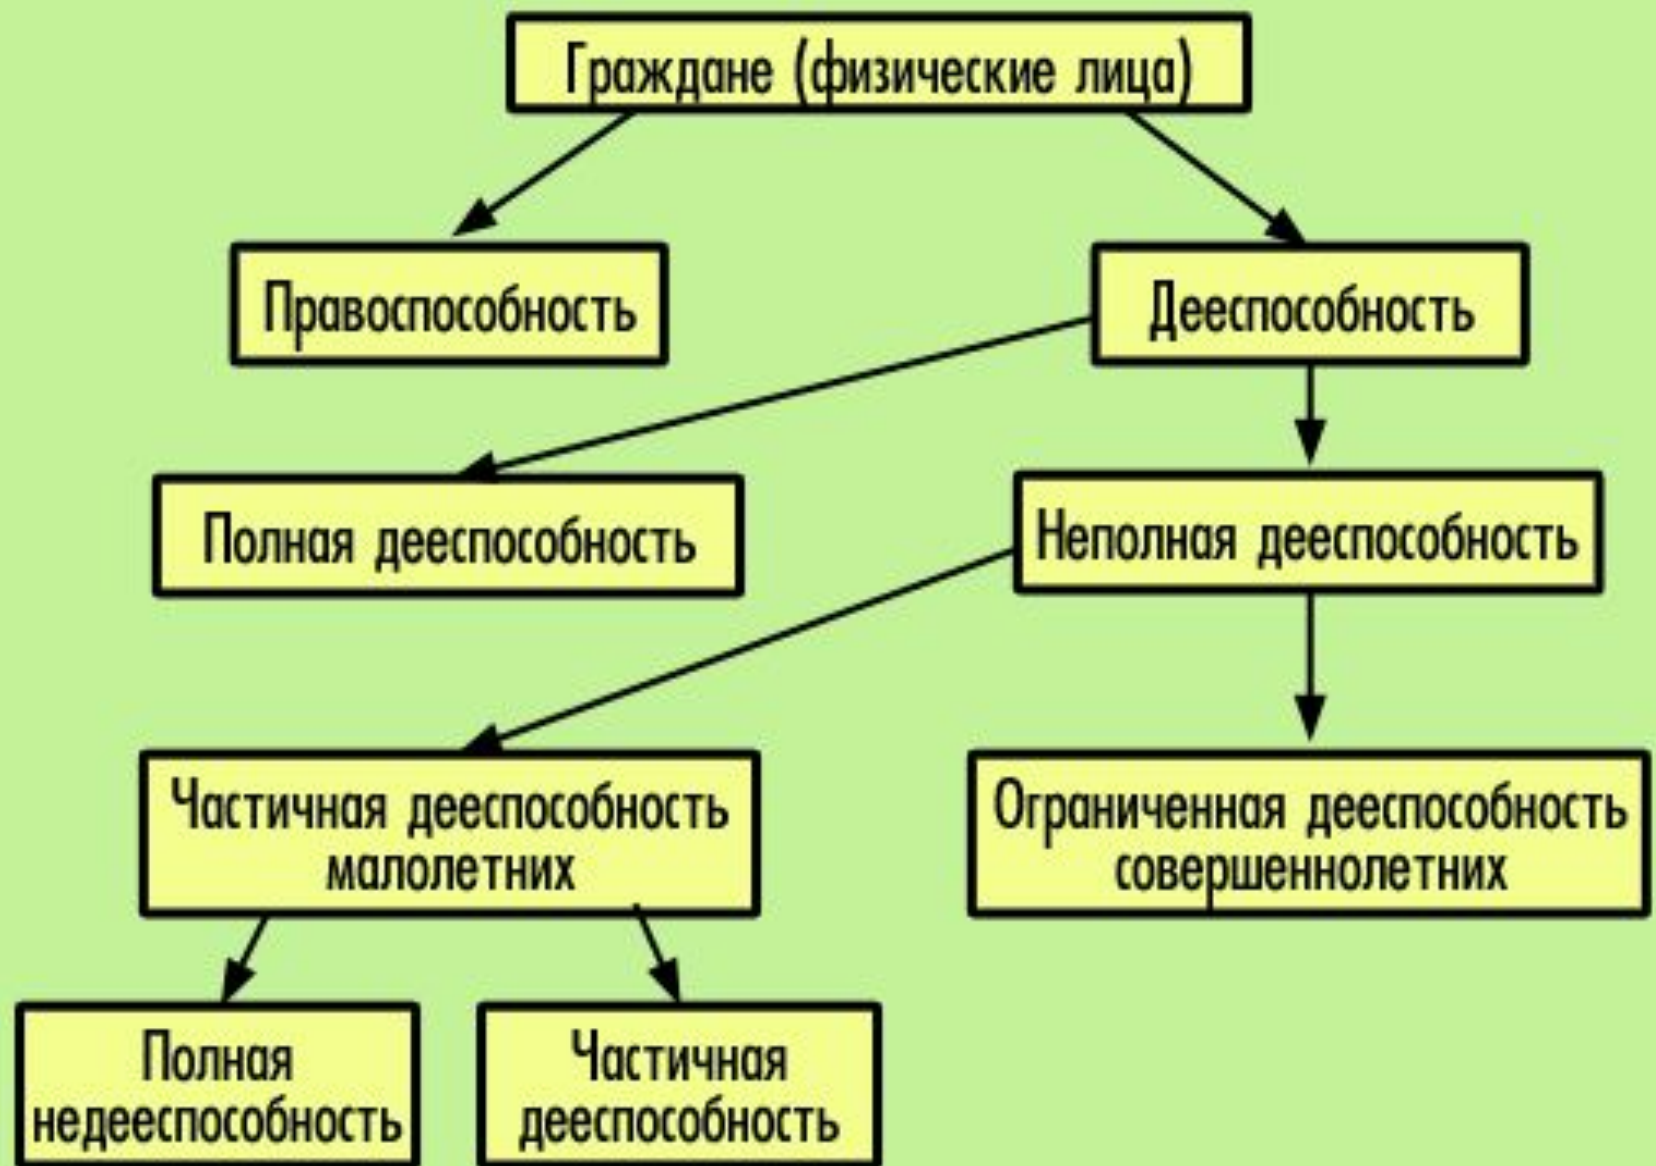 Граждане (физические лица)
Правоспособность
Дееспособность
Полная дееспособность
Неполная дееспособность
Частичная дееспособность
малолетних
Ограниченная дееспособность
совершеннолетних
Полная
недееспособность
Частичная
дееспособность